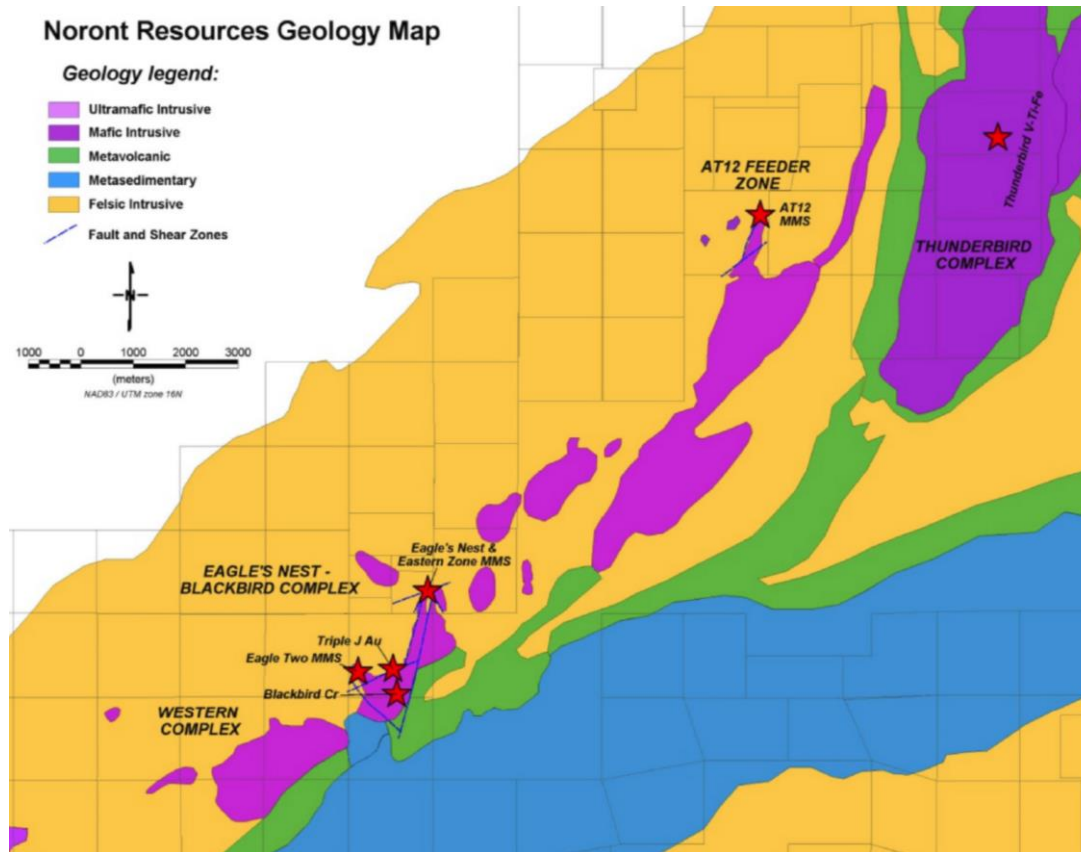 Noront Resources Geology Map
Geology legend:
Ultramafic Intrusive
Mafic Intrusive
Metavolcanic
Metasedimentary
Felsic Intrusive
Fault and Shear Zones
N
1000 0 1000 2000 3000
(meters)
NAD83 / UTM zone 16N
AT12 FEEDER
ZONE
AT12
MMS
Thunderbird V-Ti-Fe
THUNDERBIRD
COMPLEX
Eagle's Nest &
Eastern Zone MMS
EAGLE'S NEST -
BLACKBIRD COMPLEX
Triple J Au
Eagle Two MMS
Blackbird Cr
WESTERN
COMPLEX